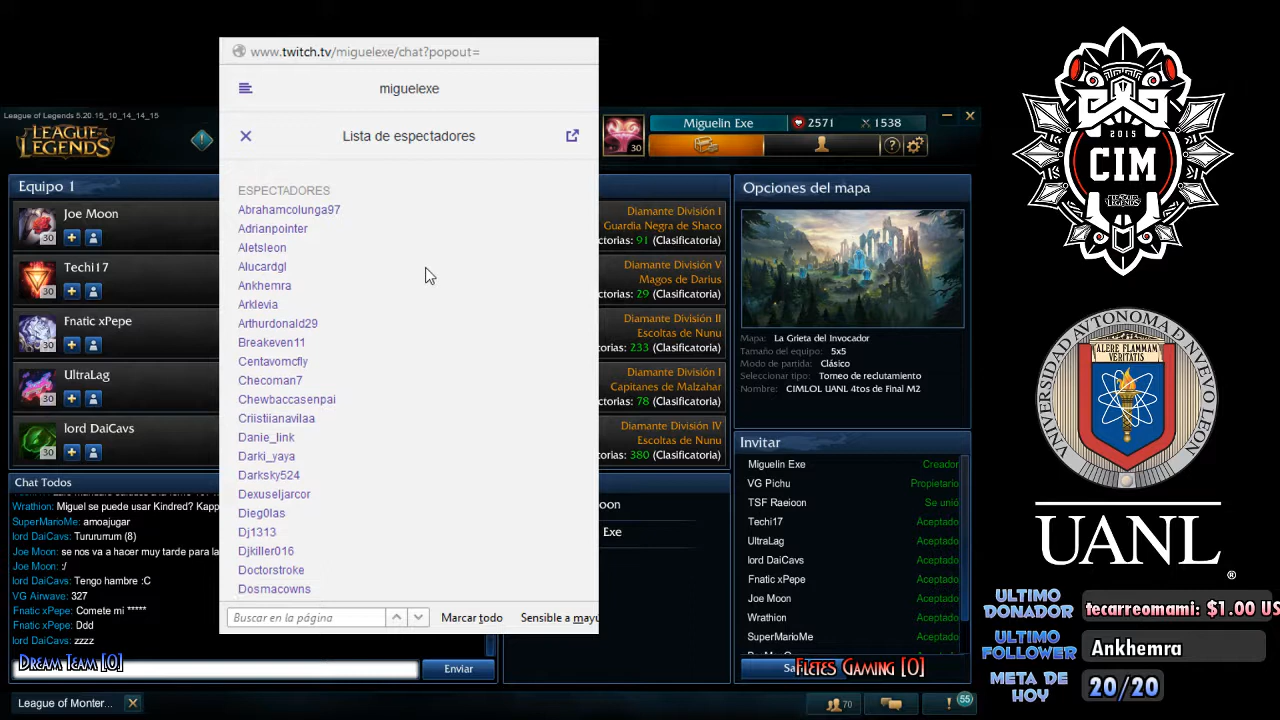 www.twitch.tv/miguelexe/chat?popout=
miguelexe
Lista de espectadores
ESPECTADORES
Abrahamcolunga97
Adrianpointer
Aletsleon
Alucardgl
Ankhemra
Arklevia
Arthurdonald29
Breakeven11
Centavomcfly
Checoman7
Chewbaccasenpai
Criistiianavilaa
Danie_link
Darki_yaya
Darksky524
Dexuseljarcor
Dieg0las
Dj1313
Djkiller016
Doctorstroke
Dosmacowns
Buscar en la página
Marcar todo
Sensible a mayu
League of Legends 5.20.15_10_14_14_15
LEAGUE OF LEGENDS
30
Miguelin Exe
2571
1538
Equipo 1
Joe Moon
30
Techi17
30
Fnatic xPepe
30
UltraLag
30
lord DaiCavs
30
Diamante División I
Guardia Negra de Shaco
ctorias: 91 (Clasificatoria)
Diamante División V
Magos de Darius
ctorias: 29 (Clasificatoria)
Diamante División II
Escoltas de Nunu
ctorias: 233 (Clasificatoria)
Diamante División I
Capitanes de Malzahar
ctorias: 78 (Clasificatoria)
Diamante División IV
Escoltas de Nunu
ctorias: 380 (Clasificatoria)
Opciones del mapa
Mapa: La Grieta del Invocador
Tamaño del equipo: 5x5
Modo de partida: Clásico
Seleccionar tipo: Torneo de reclutamiento
Nombre: CIMLOL UANL 4tos de Final M2
Invitar
Miguelin Exe Creador
VG Pichu Propietario
TSF Raeioon Se unió
Techi17 Aceptado
UltraLag Aceptado
lord DaiCavs Aceptado
Fnatic xPepe Aceptado
Joe Moon Aceptado
Wrathion Aceptado
SuperMarioMe Aceptado
Chat Todos
Wrathion: Miguel se puede usar Kindred? Kapp
SuperMarioMe: amoajugar
lord DaiCavs: Tururururum (8)
Joe Moon: se nos va a hacer muy tarde para la
Joe Moon: :/
lord DaiCavs: Tengo hambre :C
VG Airwave: 327
Fnatic xPepe: Comete mi *****
Fnatic xPepe: Ddd
lord DaiCavs: zzzz
oon
Exe
Dream Team [0]
Enviar
Sa
Fletes Gaming [0]
League of Monter...
70
55
2015
CIM
UNIVERSIDAD AVTONOMA DE NVEVO LEON
ALERE FLAMMAM VERITATIS
UANL
®
ULTIMO DONADOR
tecarreomami: $1.00 US
ULTIMO FOLLOWER
Ankhemra
META DE HOY
20/20